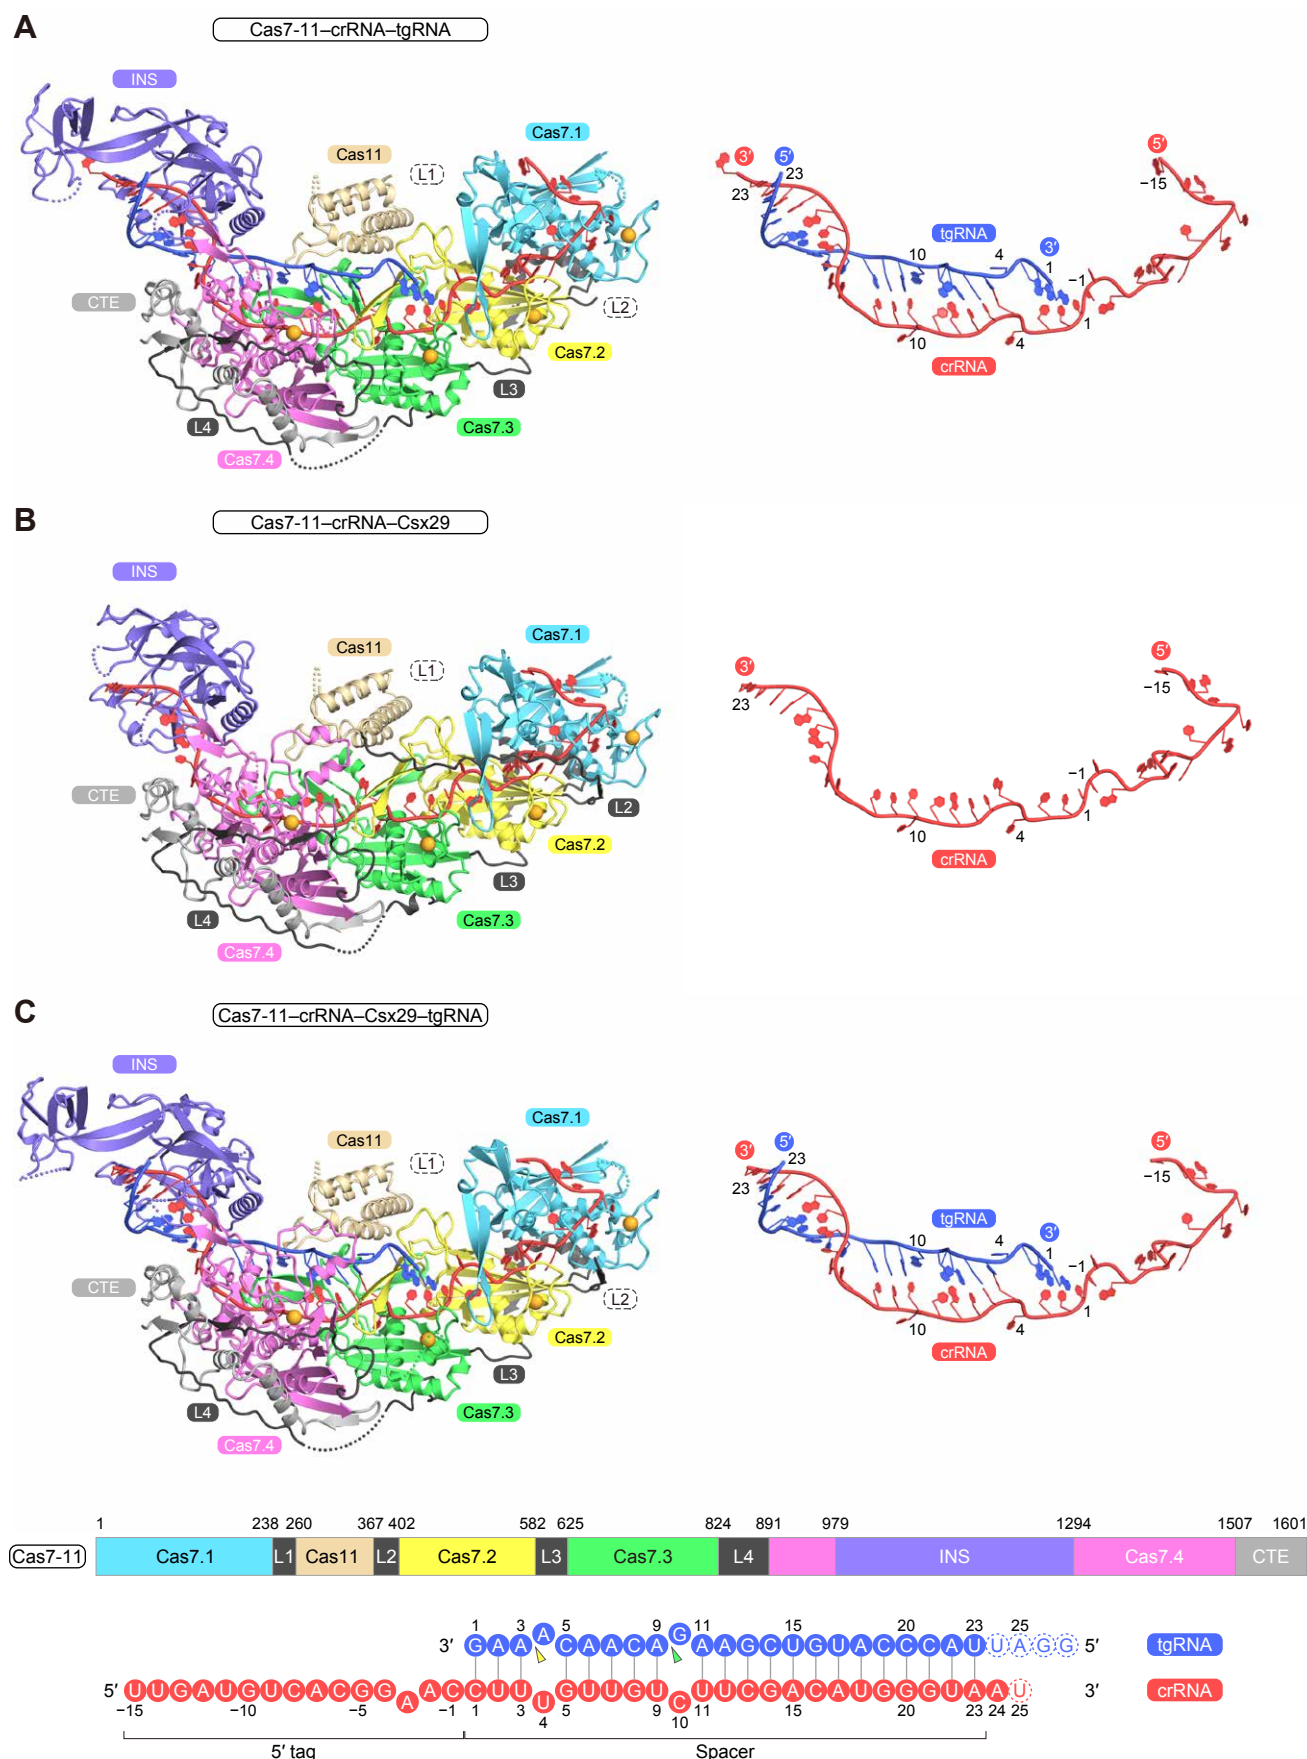 A
Cas7-11–crRNA–tgRNA
INS
Cas11
L1
Cas7.1
CTE
L2
Cas7.2
L3
L4
Cas7.3
Cas7.4
3′ 5′ 5′
23
23
−15
tgRNA
3′
10 4 1 −1
10 4 1
crRNA
B
Cas7-11–crRNA–Csx29
INS
Cas11
L1
Cas7.1
CTE
L2
Cas7.2
L3
L4
Cas7.3
Cas7.4
3′ 5′
23
−15
−1
10 4 1
crRNA
C
Cas7-11–crRNA–Csx29–tgRNA
INS
Cas11
L1
Cas7.1
CTE
L2
Cas7.2
L3
L4
Cas7.3
Cas7.4
3′ 5′ 5′
23
23
−15
tgRNA
3′
10 4 1 −1
10 4 1
crRNA
1 238 260 367 402 582 625 824 891 979 1294 1507 1601
Cas7-11 Cas7.1 L1 Cas11 L2 Cas7.2 L3 Cas7.3 L4 INS Cas7.4 CTE
1 3 5 9 11 15 20 23 25
3′ G A A A C A A C A G A A G C U G U A C C C A U U A G G 5′ tgRNA
5′ U U G A U G U C A C G G A A C C U U U G U U G U C U U C G A C A U G G G U A A U 3′ crRNA
−15 −10 −5 −1 1 3 4 5 9 10 11 15 20 23 24 25
5′ tag Spacer